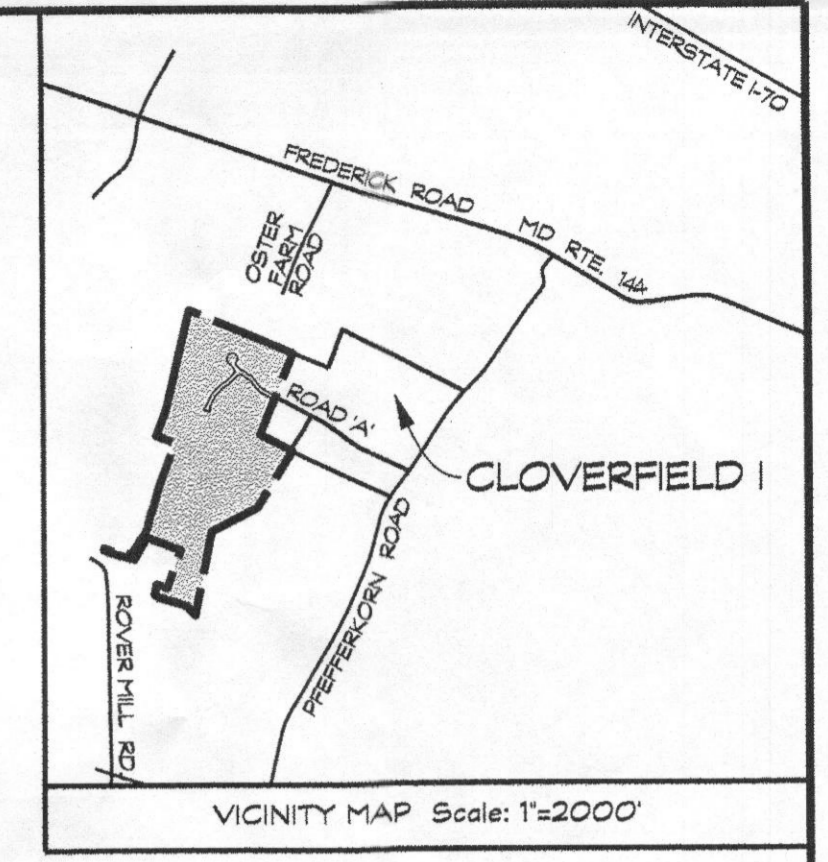 INTERSTATE I-70
FREDERICK ROAD
MD RTE. 144
OSTER
FARM
ROAD
ROAD 'A'
CLOVERFIELD I
PFEFFERKORN ROAD
ROVER MILL RD.
VICINITY MAP Scale: 1"=2000'